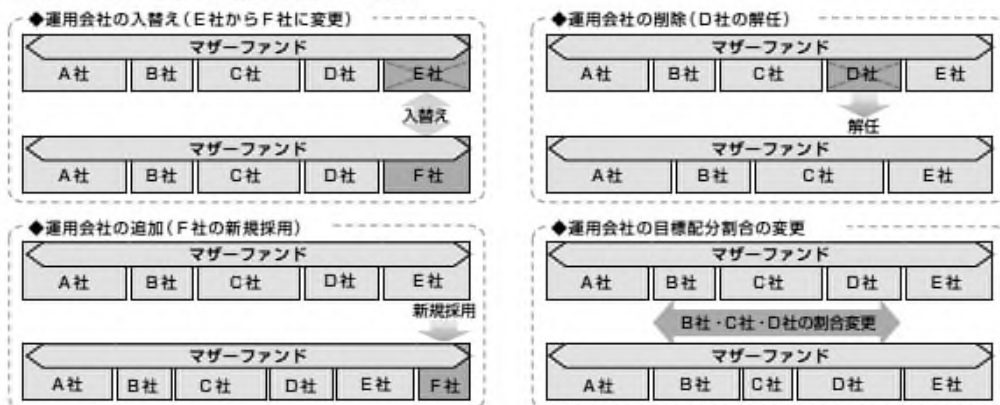 ◆運用会社の入替え(E社からF社に変更)
マザーファンド
A社 B社 C社 D社 E社
入替え
マザーファンド
A社 B社 C社 D社 F社
◆運用会社の削除(D社の解任)
マザーファンド
A社 B社 C社 D社 E社
解任
マザーファンド
A社 B社 C社 E社
◆運用会社の追加(F社の新規採用)
マザーファンド
A社 B社 C社 D社 E社
新規採用
マザーファンド
A社 B社 C社 D社 E社 F社
◆運用会社の目標配分割合の変更
マザーファンド
A社 B社 C社 D社 E社
B社・C社・D社の割合変更
マザーファンド
A社 B社 C社 D社 E社